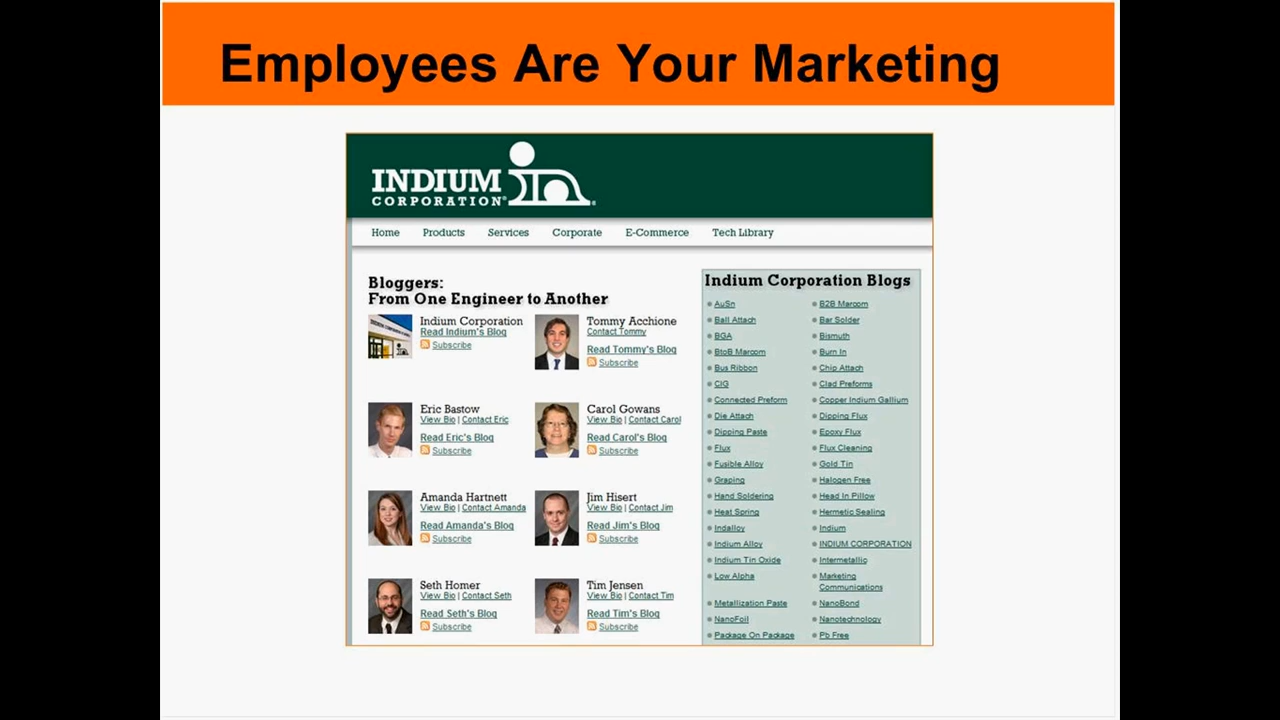 Employees Are Your Marketing
INDIUM
CORPORATION®
Home Products Services Corporate E-Commerce Tech Library
Bloggers:
From One Engineer to Another
Indium Corporation
Read Indium's Blog
Subscribe
Tommy Acchione
Contact Tommy
Read Tommy's Blog
Subscribe
Eric Bastow
View Bio | Contact Eric
Read Eric's Blog
Subscribe
Carol Gowans
View Bio | Contact Carol
Read Carol's Blog
Subscribe
Amanda Hartnett
View Bio | Contact Amanda
Read Amanda's Blog
Subscribe
Jim Hisert
View Bio | Contact Jim
Read Jim's Blog
Subscribe
Seth Homer
View Bio | Contact Seth
Read Seth's Blog
Subscribe
Tim Jensen
View Bio | Contact Tim
Read Tim's Blog
Subscribe
Indium Corporation Blogs
AuSn
Ball Attach
BGA
BtoB Marcom
Bus Ribbon
CIG
Connected Preform
Die Attach
Dipping Paste
Flux
Fusible Alloy
Graping
Hand Soldering
Heat Spring
Indalloy
Indium Alloy
Indium Tin Oxide
Low Alpha
Metallization Paste
NanoFoil
Package On Package
B2B Marcom
Bar Solder
Bismuth
Burn In
Chip Attach
Clad Preforms
Copper Indium Gallium
Dipping Flux
Epoxy Flux
Flux Cleaning
Gold Tin
Halogen Free
Head In Pillow
Hermetic Sealing
Indium
INDIUM CORPORATION
Intermetallic
Marketing
Communications
NanoBond
Nanotechnology
Pb Free